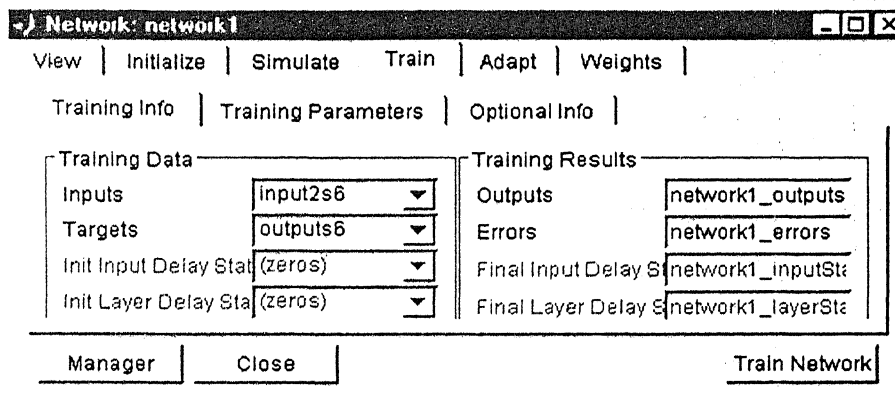 Network: network1
View Initialize Simulate Train Adapt Weights
Training Info Training Parameters Optional Info
Training Data
Inputs input2s6
Targets outputs6
Init Input Delay Stat (zeros)
Init Layer Delay Sta (zeros)
Training Results
Outputs network1_outputs
Errors network1_errors
Final Input Delay St network1_inputSta
Final Layer Delay S network1_layerSta
Manager Close Train Network